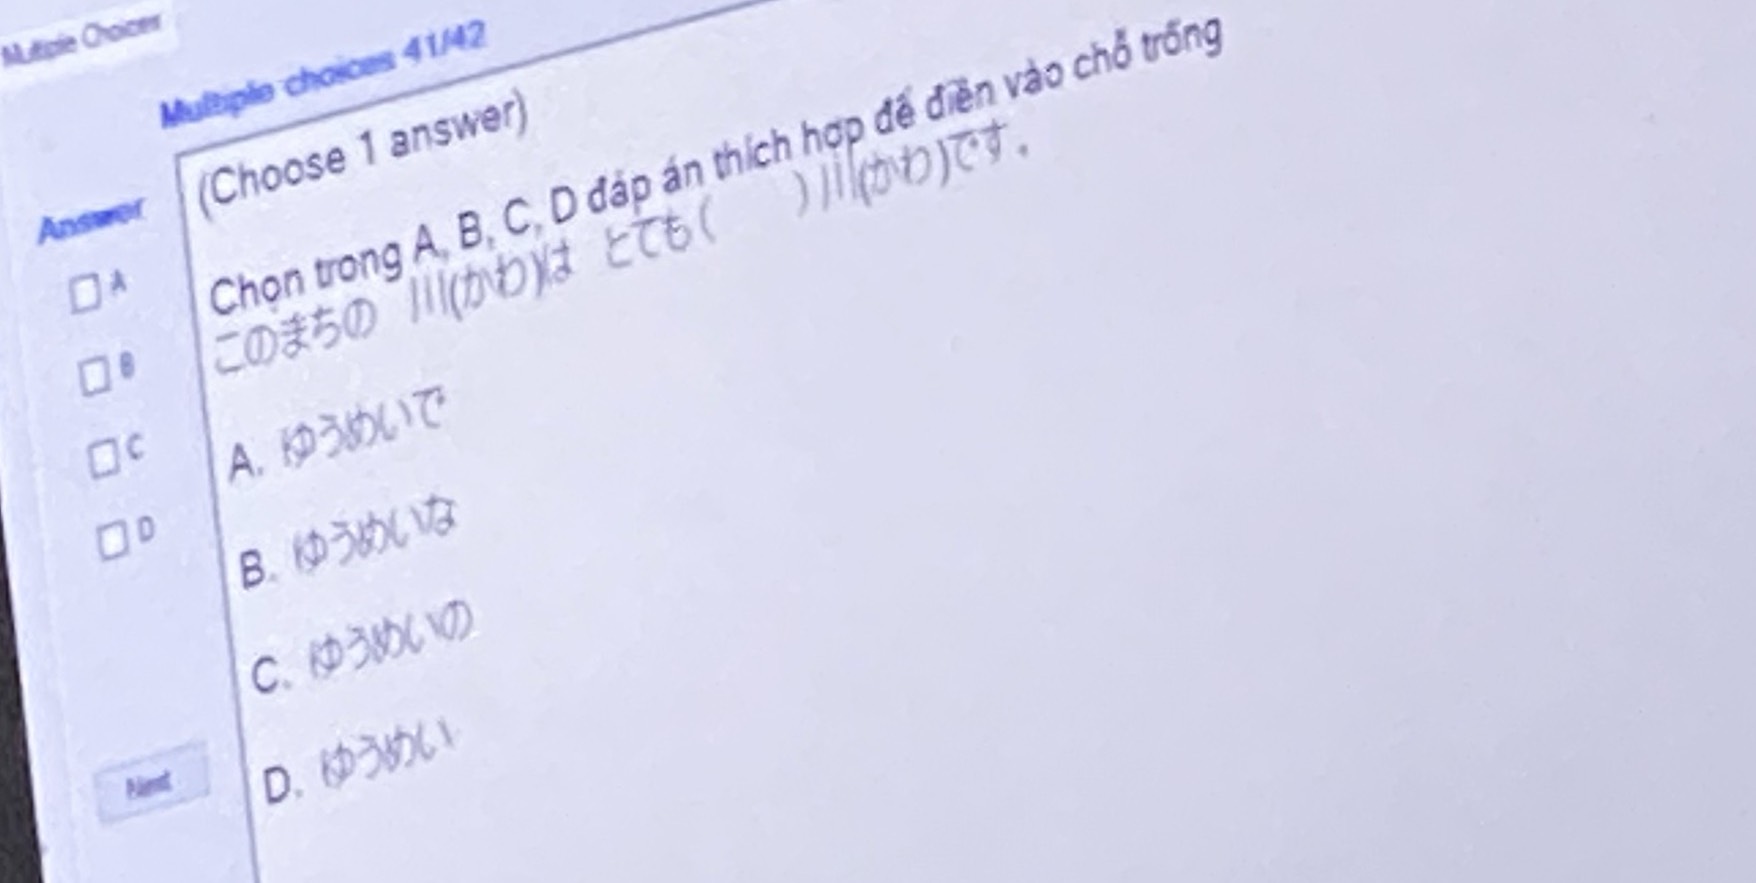 Multiple Choices
Multiple choices 41/42
(Choose 1 answer)
Answer
Chọn trong A, B, C, D đáp án thích hợp để điền vào chỗ trống
このまちの 川(かわ)は とても( )川(かわ)です。
A
B
C
D
A. ゆうめいで
B. ゆうめいな
C. ゆうめいの
D. ゆうめい
Next